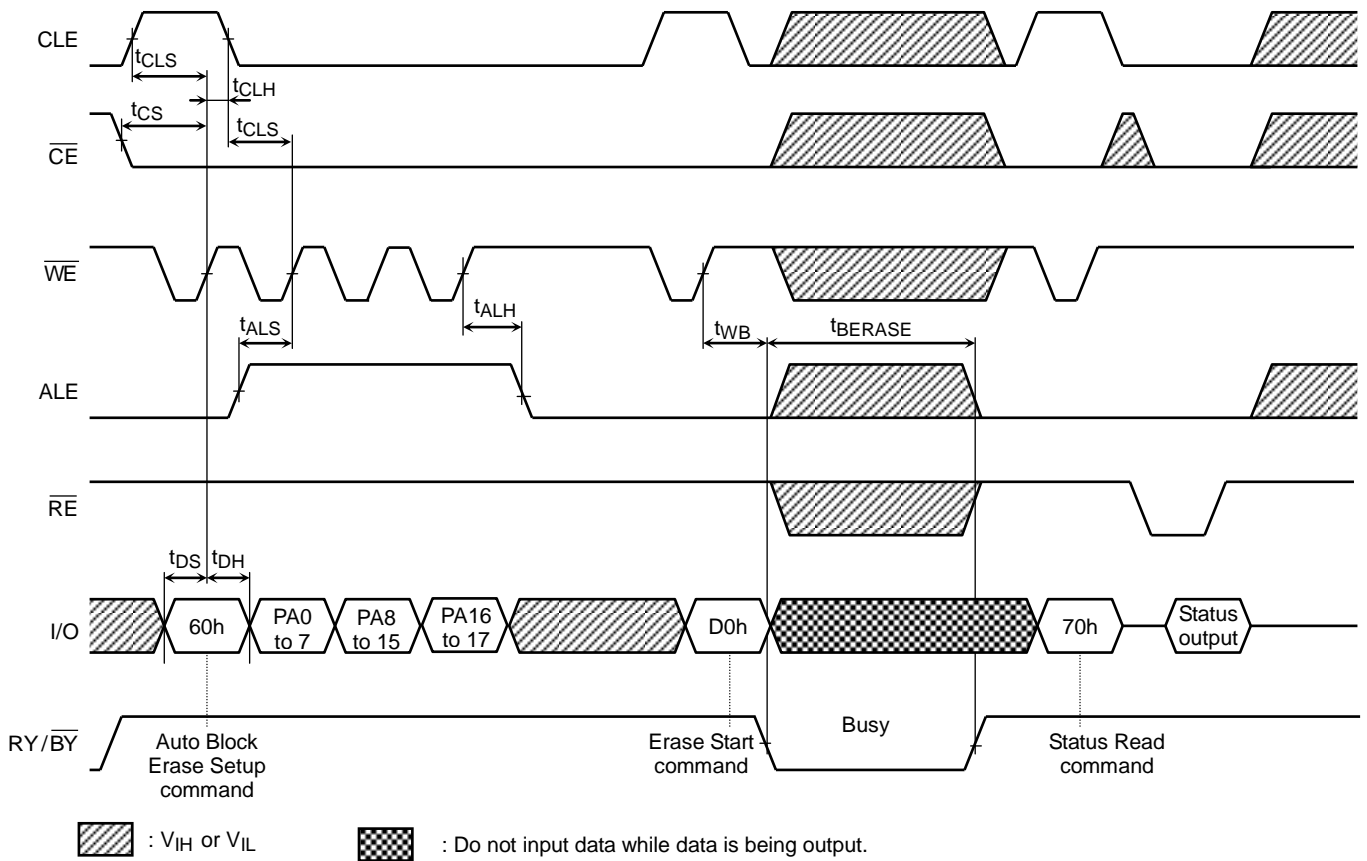 CLE
tCLS
tCLH
tCS
tCLS
CE
WE
tALS
tALH
tWB
tBERASE
ALE
RE
tDS
tDH
I/O
60h
PA0
to 7
PA8
to 15
PA16
to 17
D0h
70h
Status
output
RY/BY
Auto Block
Erase Setup
command
Erase Start
command
Busy
Status Read
command
: VIH or VIL
: Do not input data while data is being output.